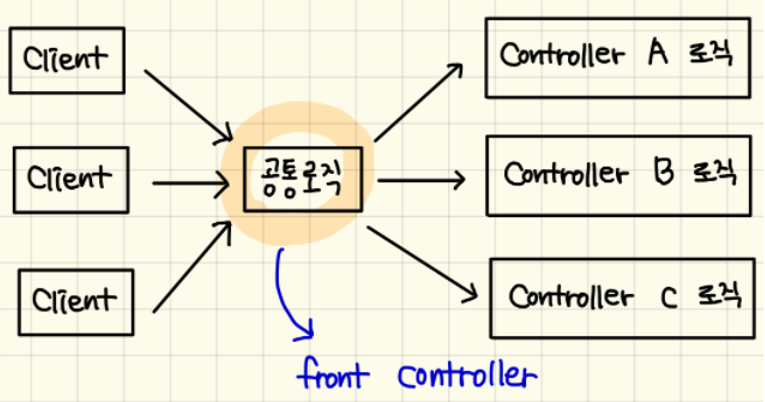 Client
Client
Client
공통로직
front controller
Controller A 로직
Controller B 로직
Controller C 로직